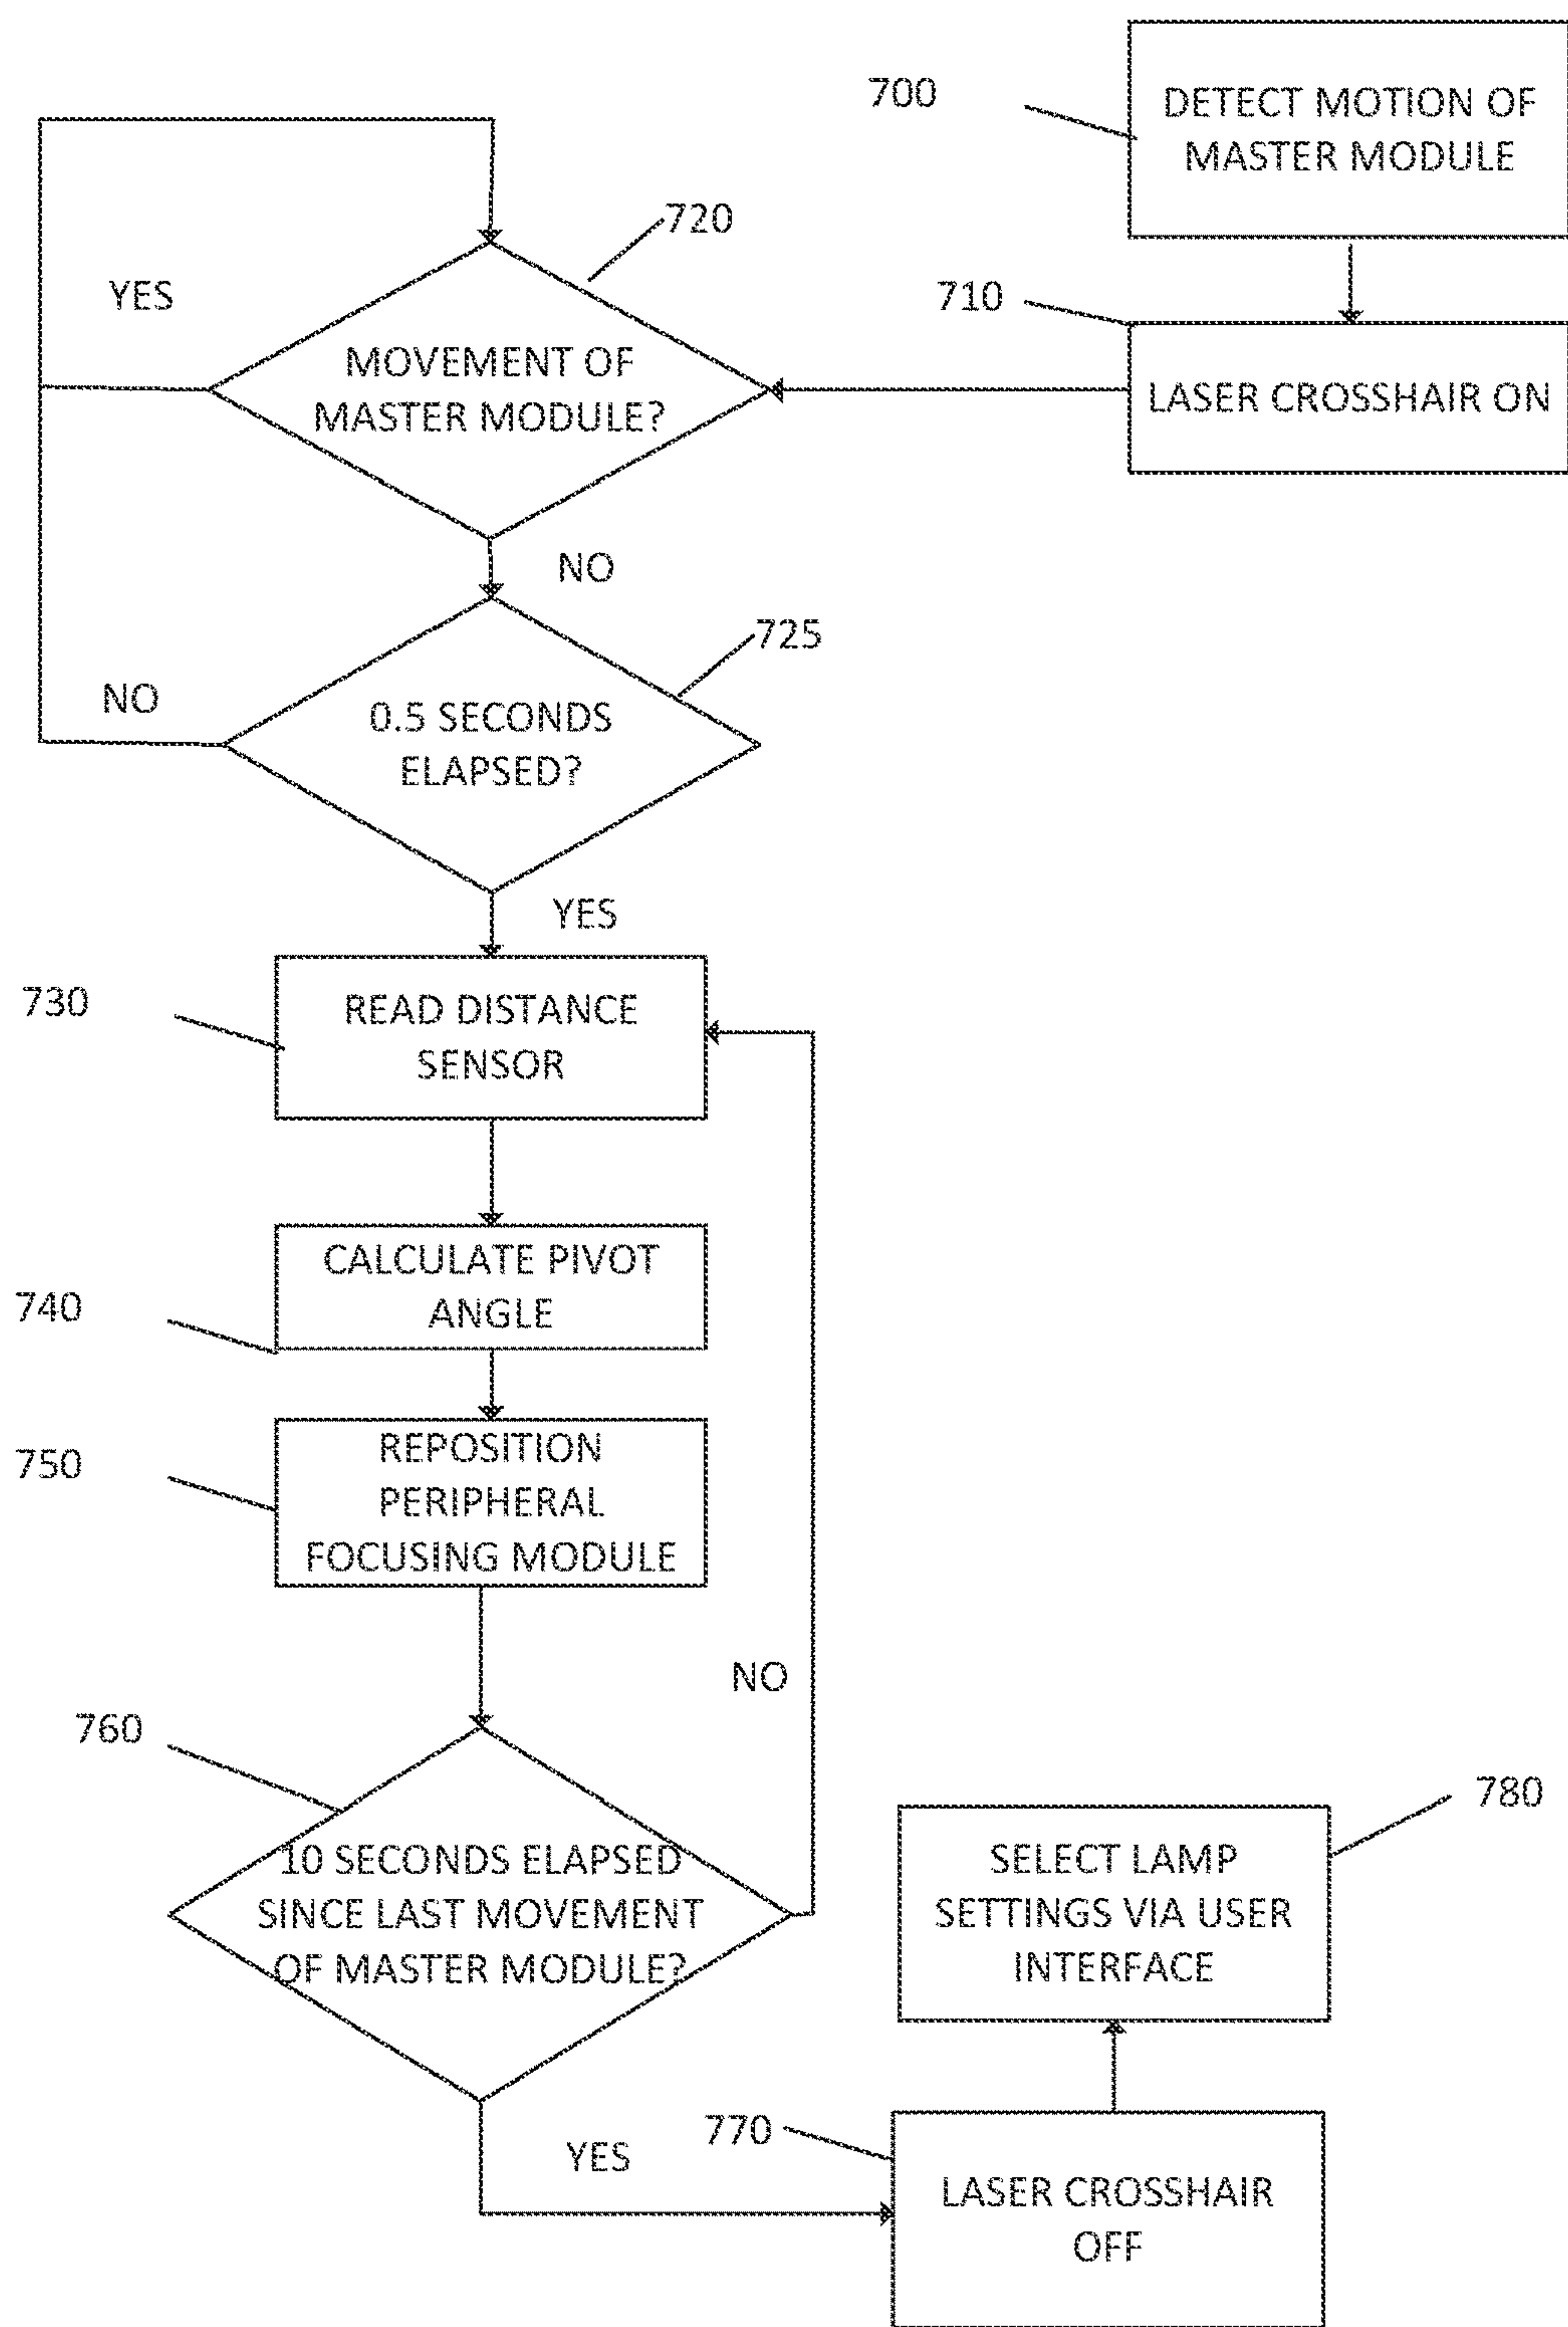 700
DETECT MOTION OF
MASTER MODULE
710
LASER CROSSHAIR ON
720
YES
MOVEMENT OF
MASTER MODULE?
NO
725
NO
0.5 SECONDS
ELAPSED?
YES
730
READ DISTANCE
SENSOR
740
CALCULATE PIVOT
ANGLE
750
REPOSITION
PERIPHERAL
FOCUSING MODULE
NO
760
10 SECONDS ELAPSED
SINCE LAST MOVEMENT
OF MASTER MODULE?
YES
770
LASER CROSSHAIR
OFF
780
SELECT LAMP
SETTINGS VIA USER
INTERFACE